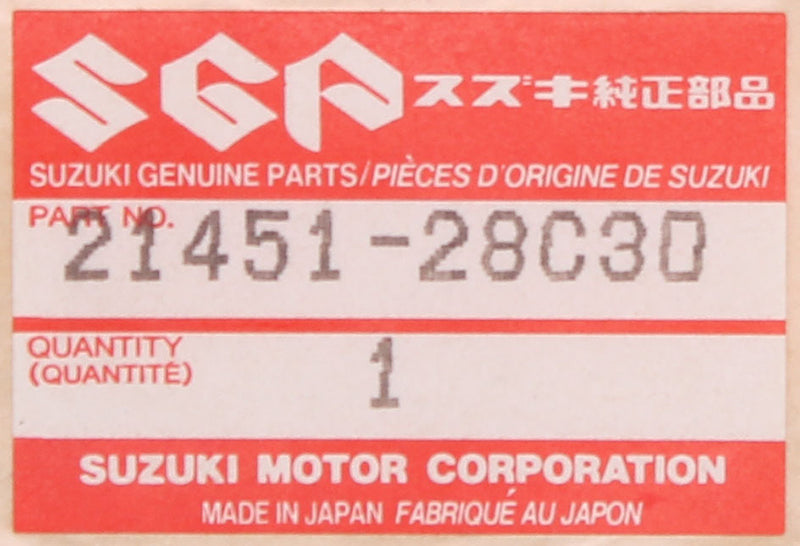 SGP スズキ純正部品
SUZUKI GENUINE PARTS/PIÈCES D'ORIGINE DE SUZUKI
PART NO.
21451-28C30
QUANTITY
(QUANTITÉ)
1
SUZUKI MOTOR CORPORATION
MADE IN JAPAN FABRIQUÉ AU JAPON